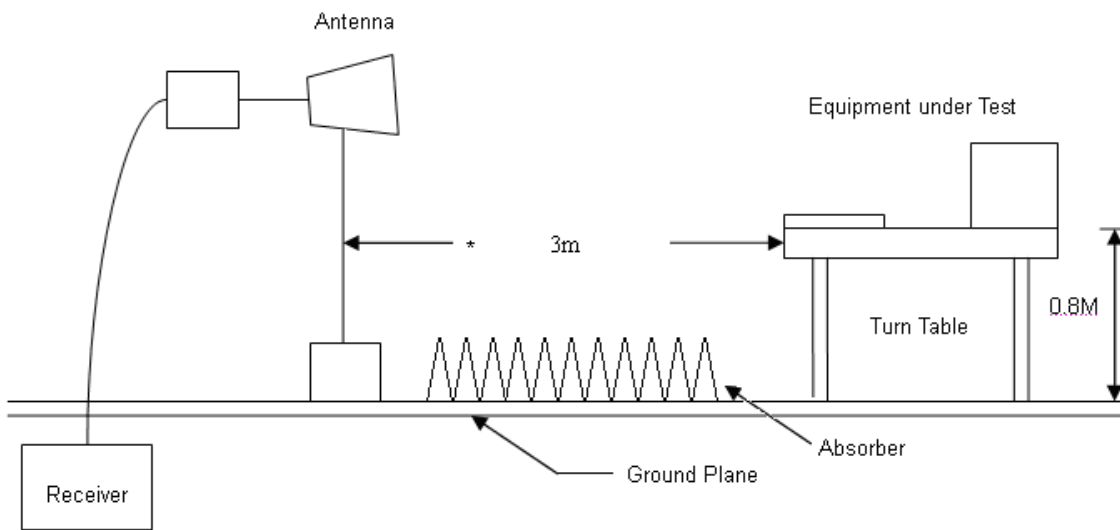 Antenna
Equipment under Test
* 3m
0.8M
Turn Table
Absorber
Ground Plane
Receiver